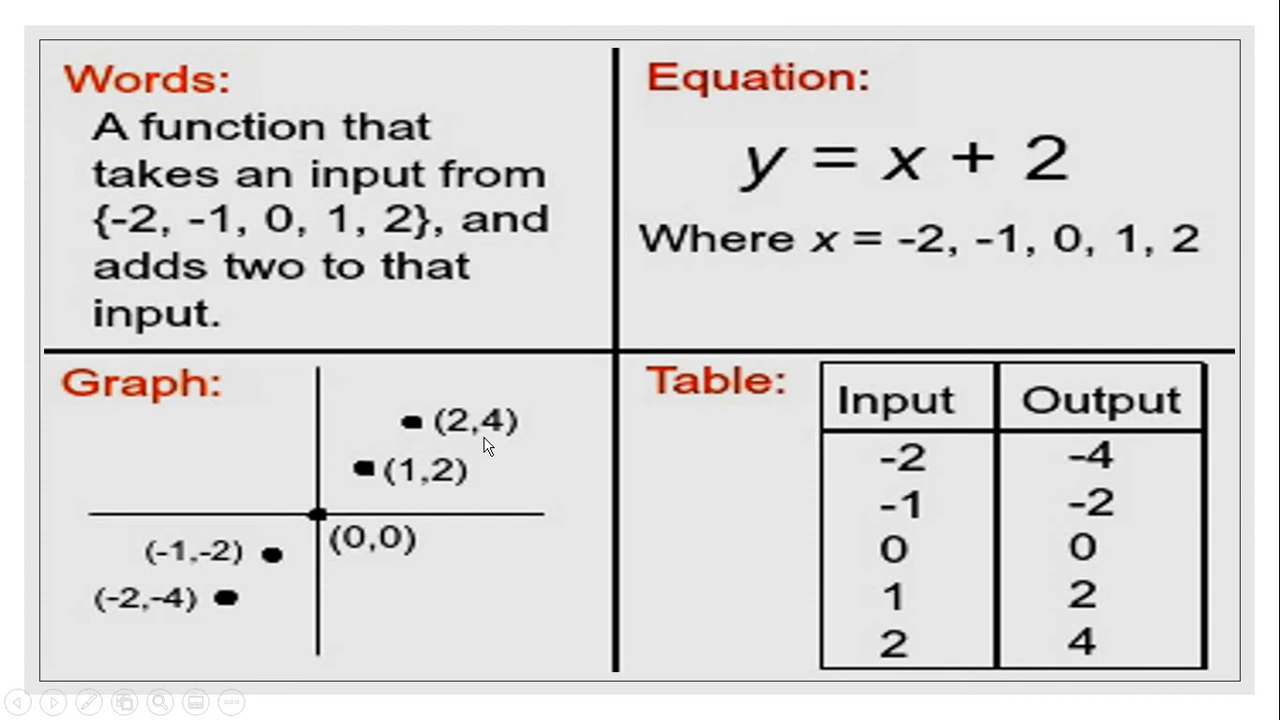 Words:
A function that
takes an input from
{-2, -1, 0, 1, 2}, and
adds two to that
input.
Equation:
y = x + 2
Where x = -2, -1, 0, 1, 2
Graph:
(2,4)
(1,2)
(0,0)
(-1,-2)
(-2,-4)
Table:
Input Output
-2 -4
-1 -2
0 0
1 2
2 4